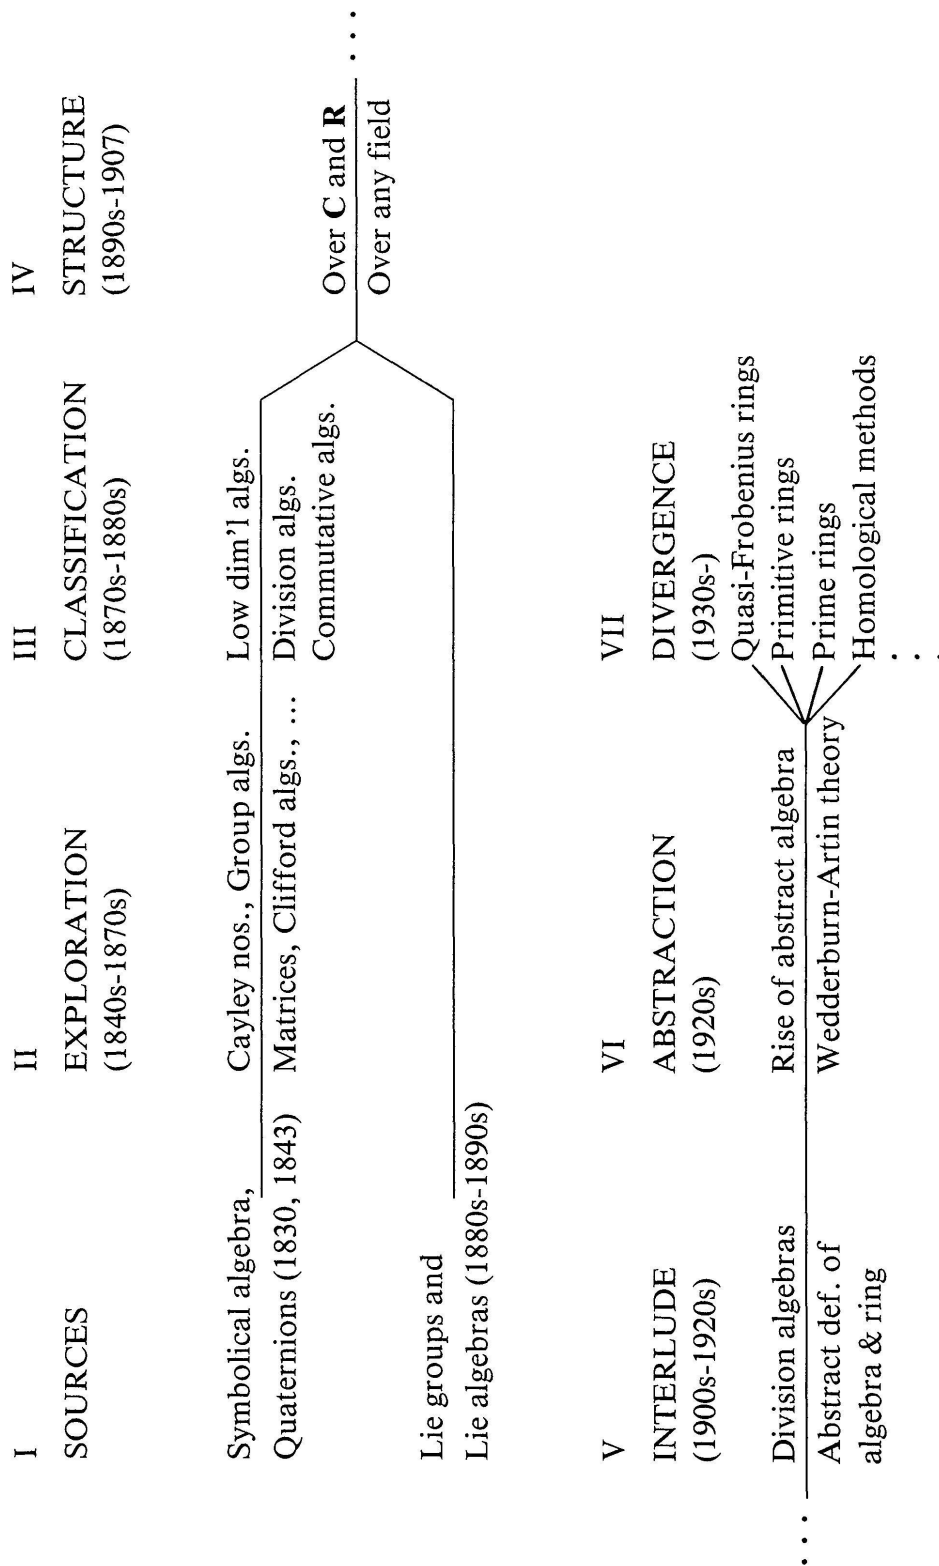 I
SOURCES
Symbolical algebra,
Quaternions (1830, 1843)
Lie groups and
Lie algebras (1880s-1890s)
II
EXPLORATION
(1840s-1870s)
Cayley nos., Group algs.
Matrices, Clifford algs., ...
III
CLASSIFICATION
(1870s-1880s)
Low dim'l algs.
Division algs.
Commutative algs.
IV
STRUCTURE
(1890s-1907)
Over C and R
Over any field
. . .
. . .
V
INTERLUDE
(1900s-1920s)
Division algebras
Abstract def. of
algebra & ring
VI
ABSTRACTION
(1920s)
Rise of abstract algebra
Wedderburn-Artin theory
VII
DIVERGENCE
(1930s-)
Quasi-Frobenius rings
Primitive rings
Prime rings
Homological methods
. . .